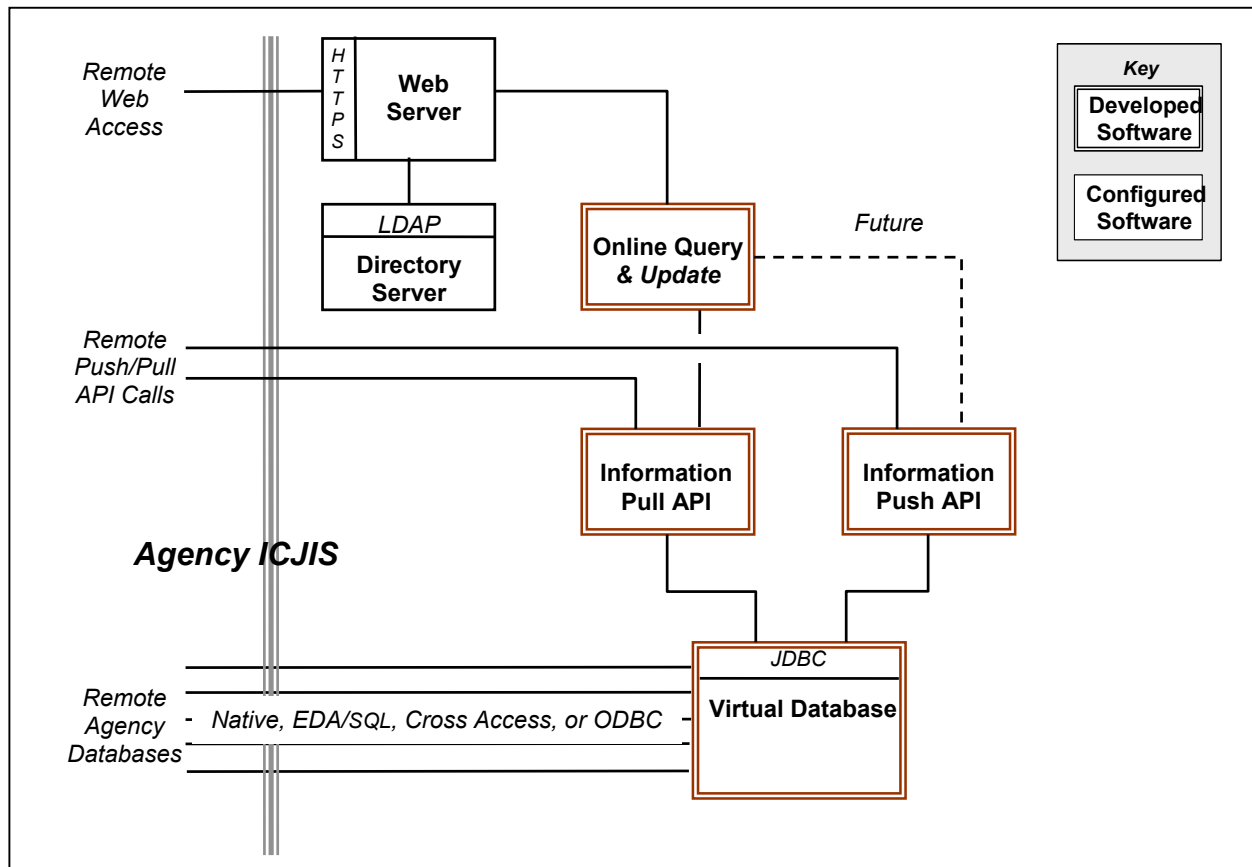 Remote
Web
Access
H
T
T
P
S
Web
Server
LDAP
Directory
Server
Online Query
& Update
Future
Key
Developed
Software
Configured
Software
Remote
Push/Pull
API Calls
Information
Pull API
Information
Push API
Agency ICJIS
JDBC
Virtual Database
Remote
Agency
Databases
Native, EDA/SQL, Cross Access, or ODBC